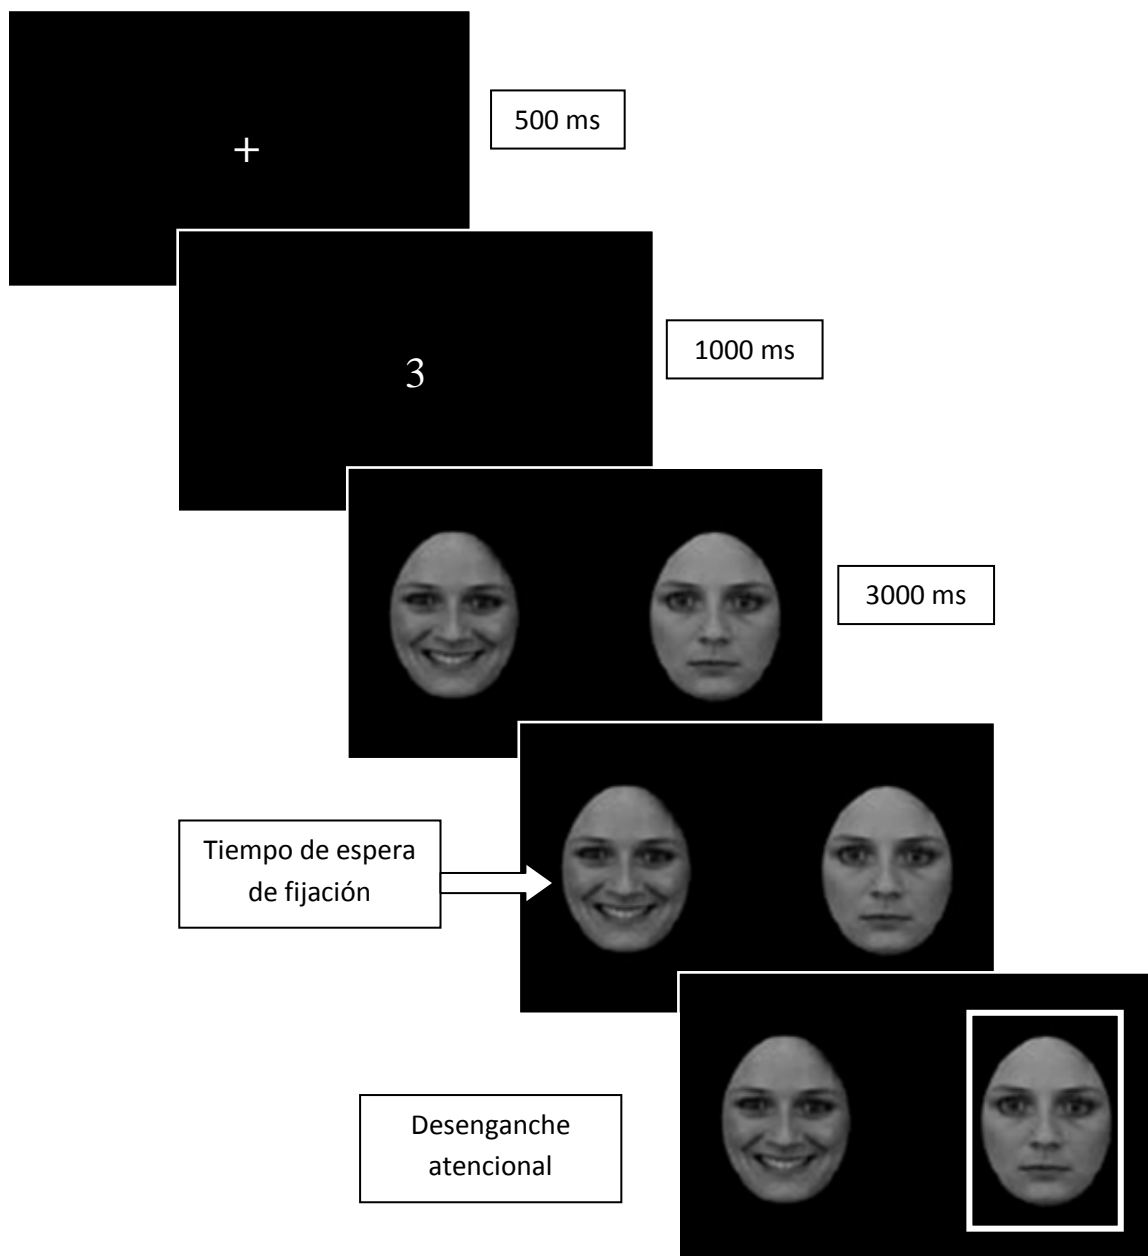 +
500 ms
3
1000 ms
3000 ms
Tiempo de espera
de fijación
Desenganche
atencional